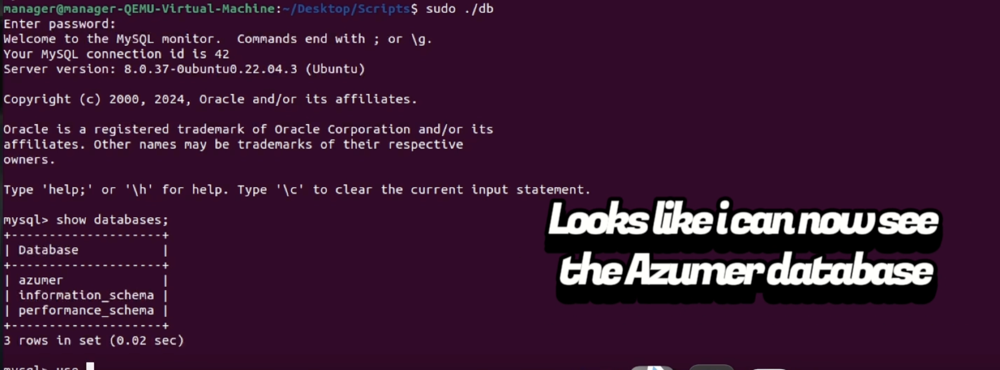 manager@manager-QEMU-Virtual-Machine:~/Desktop/Scripts$ sudo ./db
Enter password:
Welcome to the MySQL monitor.  Commands end with ; or \g.
Your MySQL connection id is 42
Server version: 8.0.37-0ubuntu0.22.04.3 (Ubuntu)
Copyright (c) 2000, 2024, Oracle and/or its affiliates.
Oracle is a registered trademark of Oracle Corporation and/or its
affiliates. Other names may be trademarks of their respective
owners.
Type 'help;' or '\h' for help. Type '\c' to clear the current input statement.
mysql> show databases;
+--------------------+
| Database           |
+--------------------+
| azumer             |
| information_schema |
| performance_schema |
+--------------------+
3 rows in set (0.02 sec)
mysql> use
Looks like i can now see
the Azumer database